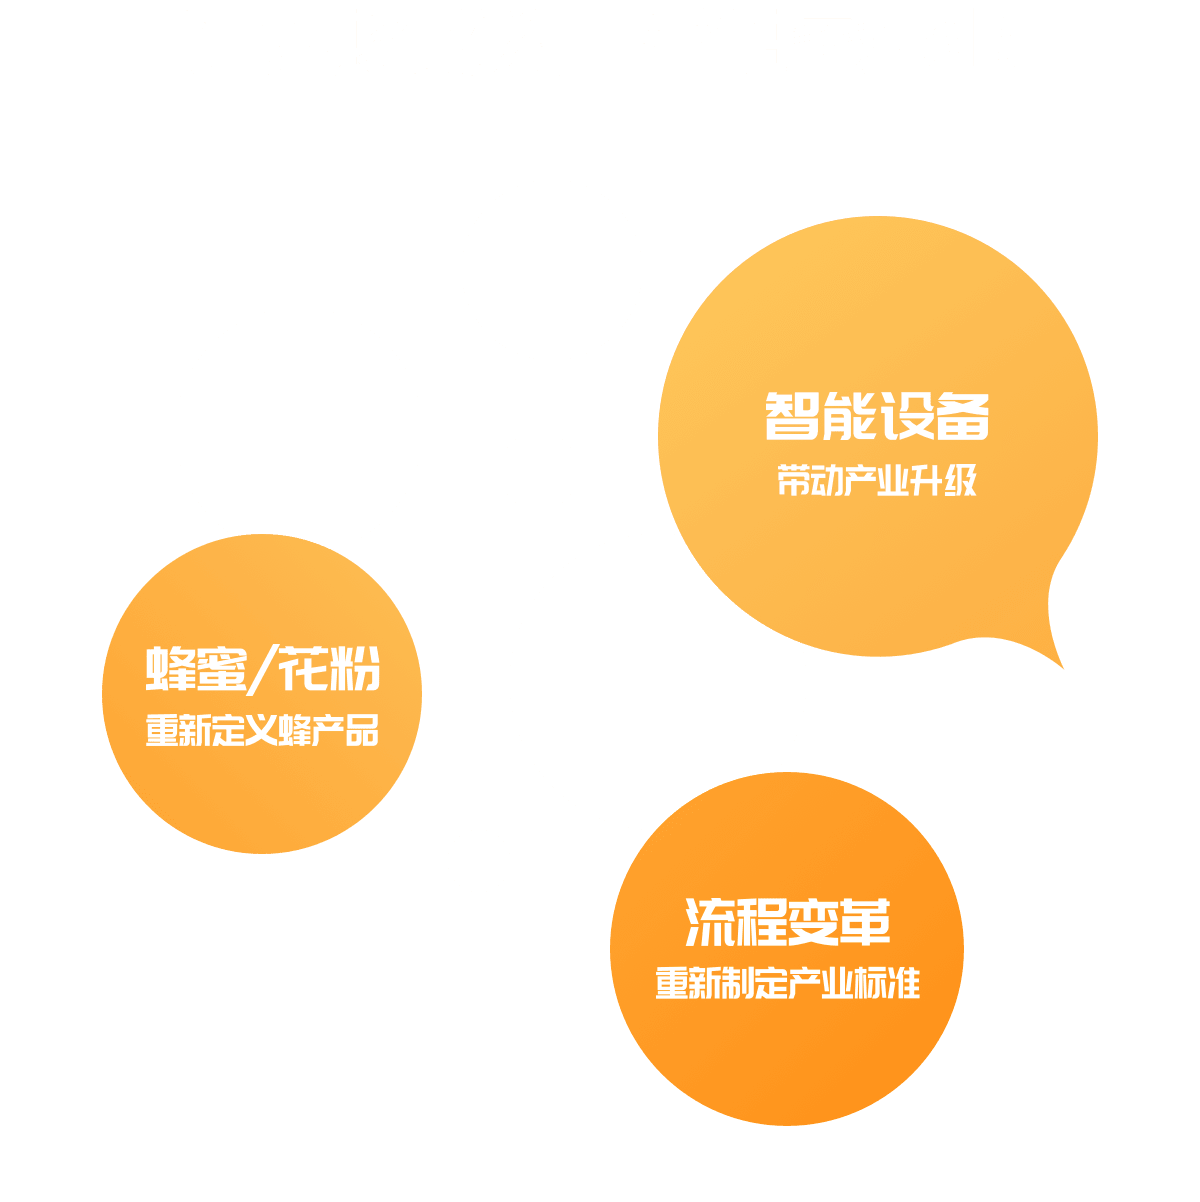 智能设备
带动产业升级
蜂蜜/花粉
重新定义蜂产品
流程变革
重新制定产业标准